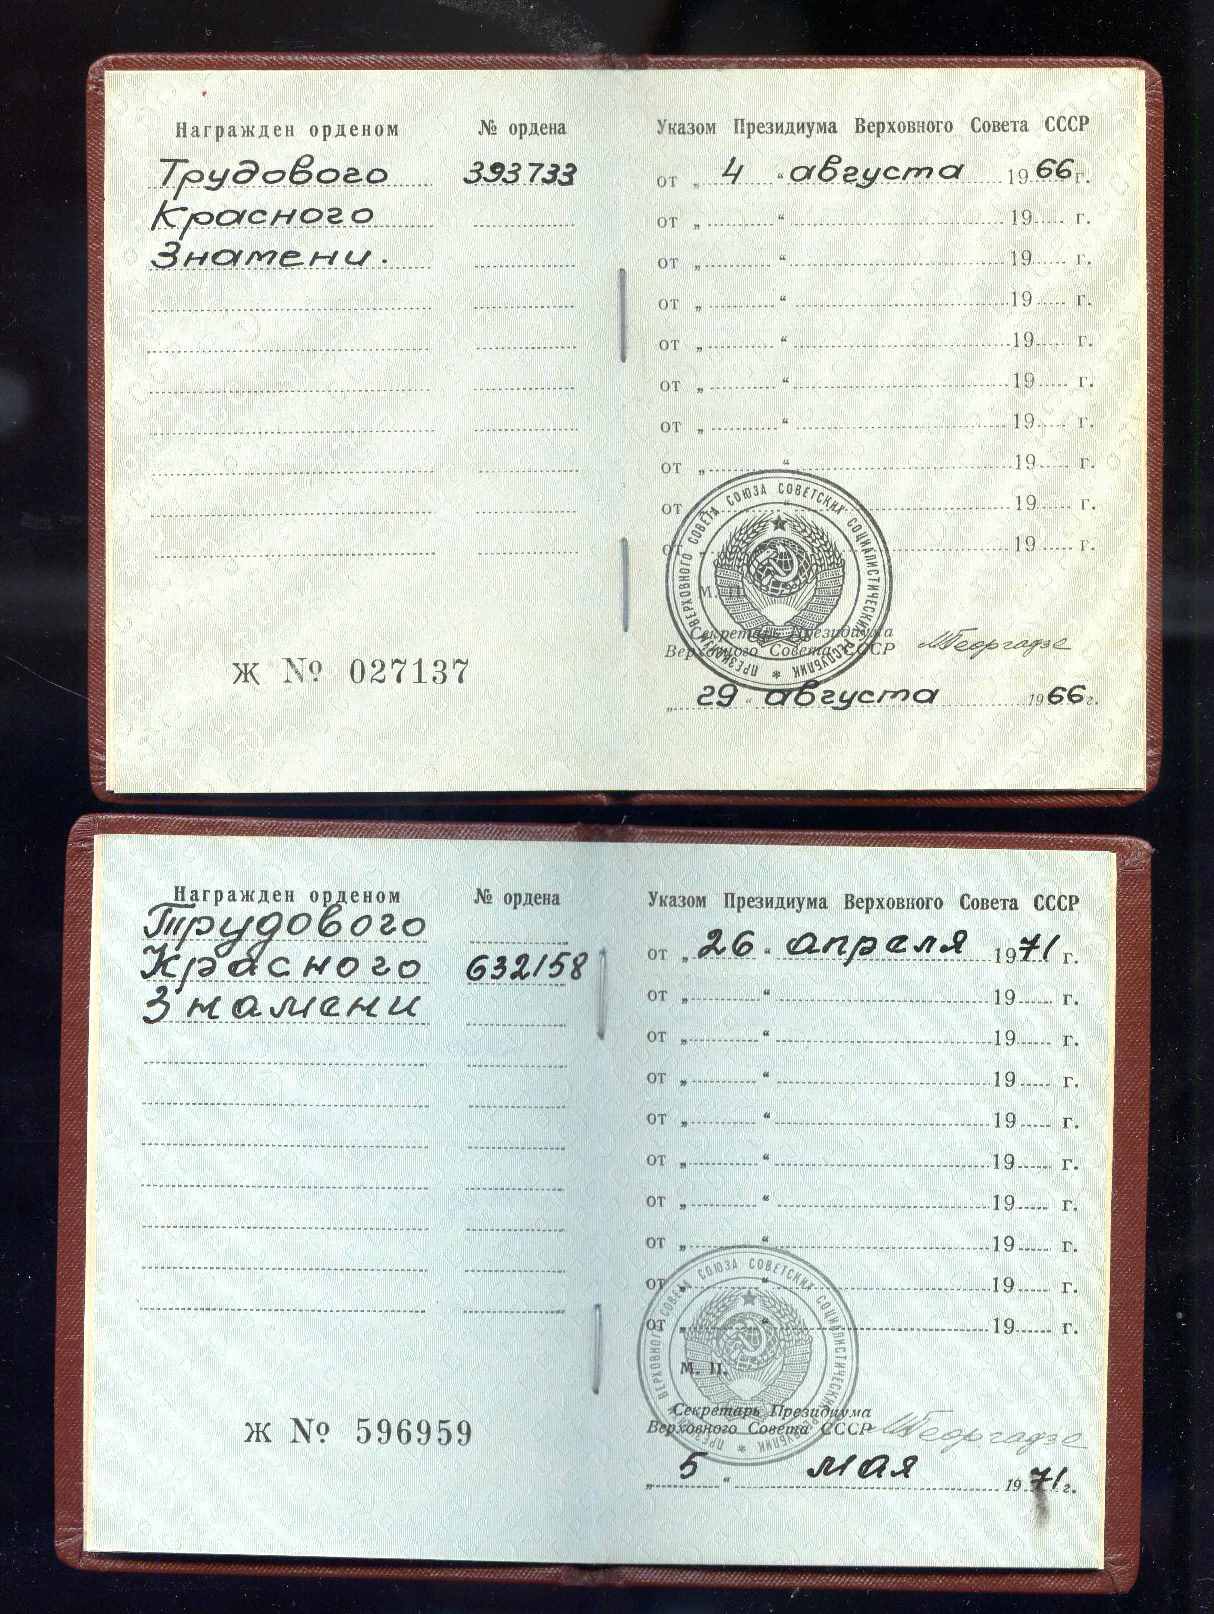 Награжден орденом № ордена Указом Президиума Верховного Совета СССР
Трудового 393733 от „ 4 “ августа 1966 г.
Красного от „ “ 19 г.
Знамени. от „ “ 19 г.
от „ “ 19 г.
от „ “ 19 г.
от „ “ 19 г.
от „ “ 19 г.
от „ “ 19 г.
от „ “ 19 г.
от „ “ 19 г.
ПРЕЗИДИУМ ВЕРХОВНОГО СОВЕТА СОЮЗА СОВЕТСКИХ СОЦИАЛИСТИЧЕСКИХ РЕСПУБЛИК
М. П.
Секретарь Президиума
Верховного Совета СССР МГеоргадзе
Ж № 027137
„ 29 “ августа 1966 г.
Награжден орденом № ордена Указом Президиума Верховного Совета СССР
Трудового от „ 26 “ апреля 1971 г.
Красного 632158 от „ “ 19 г.
Знамени от „ “ 19 г.
от „ “ 19 г.
от „ “ 19 г.
от „ “ 19 г.
от „ “ 19 г.
от „ “ 19 г.
от „ “ 19 г.
от „ “ 19 г.
ПРЕЗИДИУМ ВЕРХОВНОГО СОВЕТА СОЮЗА СОВЕТСКИХ СОЦИАЛИСТИЧЕСКИХ РЕСПУБЛИК
М. П.
Секретарь Президиума
Верховного Совета СССР МГеоргадзе
Ж № 596959
„ 5 “ мая 1971 г.